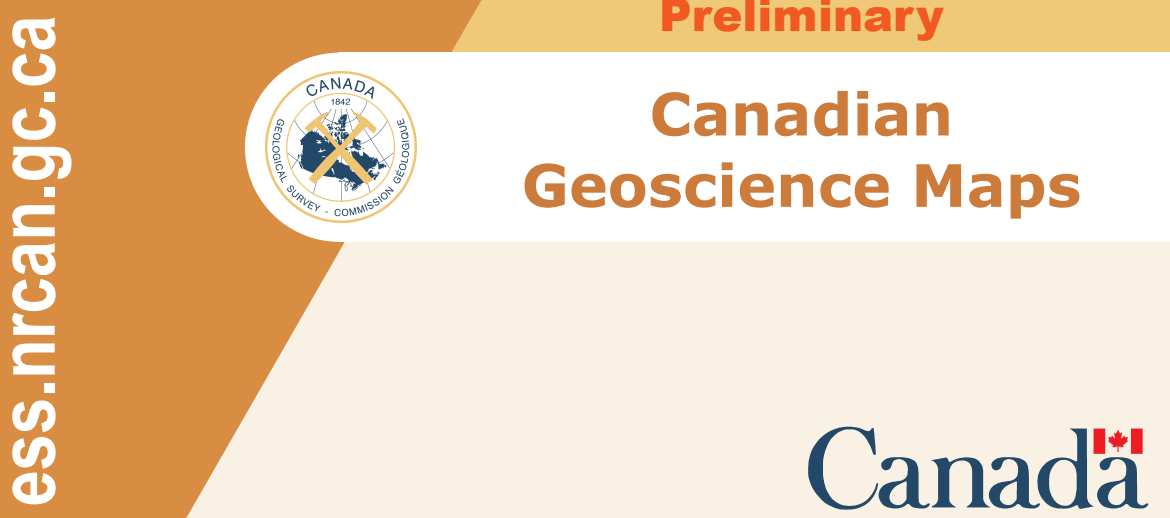 Preliminary
Canadian
Geoscience Maps
CANADA
1842
GEOLOGICAL SURVEY - COMMISSION GÉOLOGIQUE
ess.nrcan.gc.ca
Canada